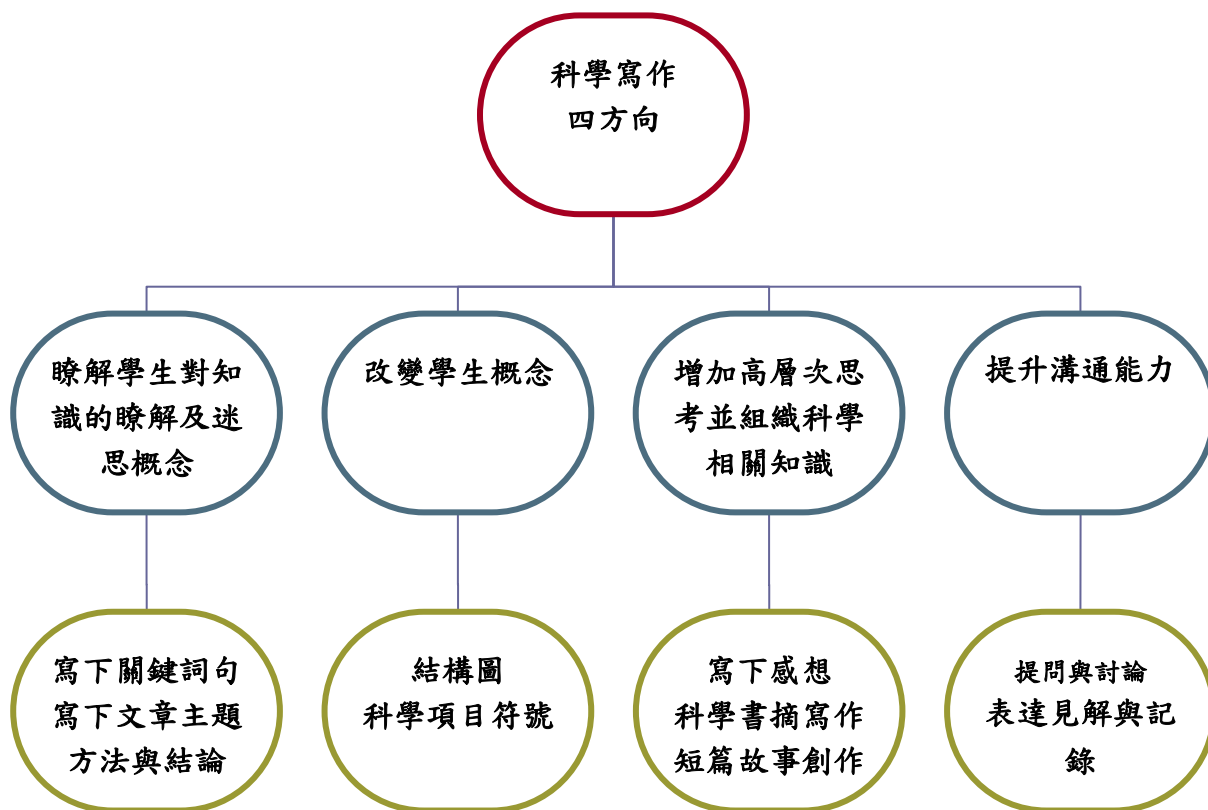 科學寫作
四方向
瞭解學生對知
識的瞭解及迷
思概念
改變學生概念
增加高層次思
考並組織科學
相關知識
提升溝通能力
寫下關鍵詞句
寫下文章主題
方法與結論
結構圖
科學項目符號
寫下感想
科學書摘寫作
短篇故事創作
提問與討論
表達見解與記
錄